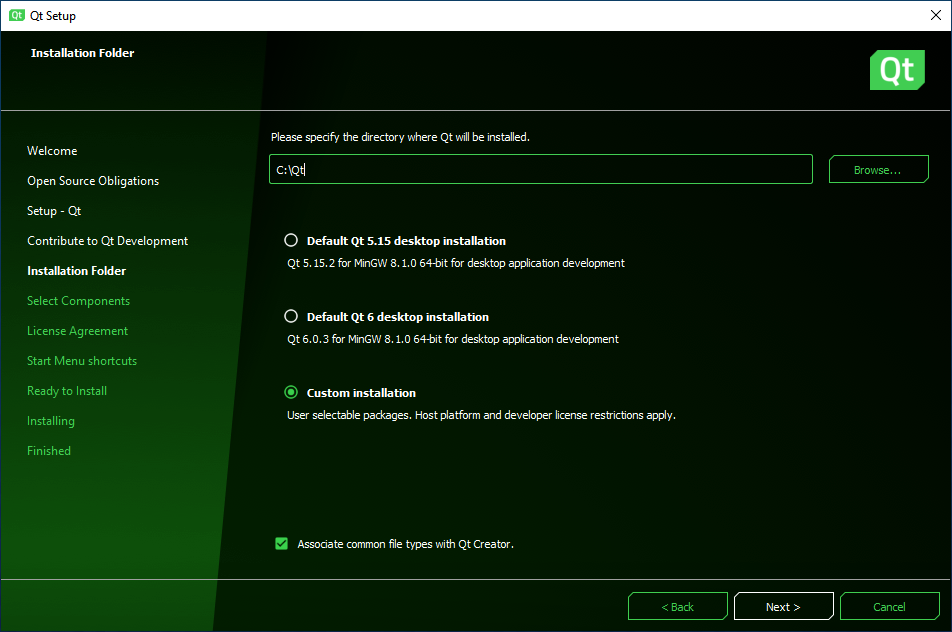 Qt Qt Setup
Installation Folder
Qt
Please specify the directory where Qt will be installed.
C:\Qt
Browse...
Welcome
Open Source Obligations
Setup - Qt
Contribute to Qt Development
Installation Folder
Select Components
License Agreement
Start Menu shortcuts
Ready to Install
Installing
Finished
Default Qt 5.15 desktop installation
Qt 5.15.2 for MinGW 8.1.0 64-bit for desktop application development
Default Qt 6 desktop installation
Qt 6.0.3 for MinGW 8.1.0 64-bit for desktop application development
Custom installation
User selectable packages. Host platform and developer license restrictions apply.
Associate common file types with Qt Creator.
< Back
Next >
Cancel